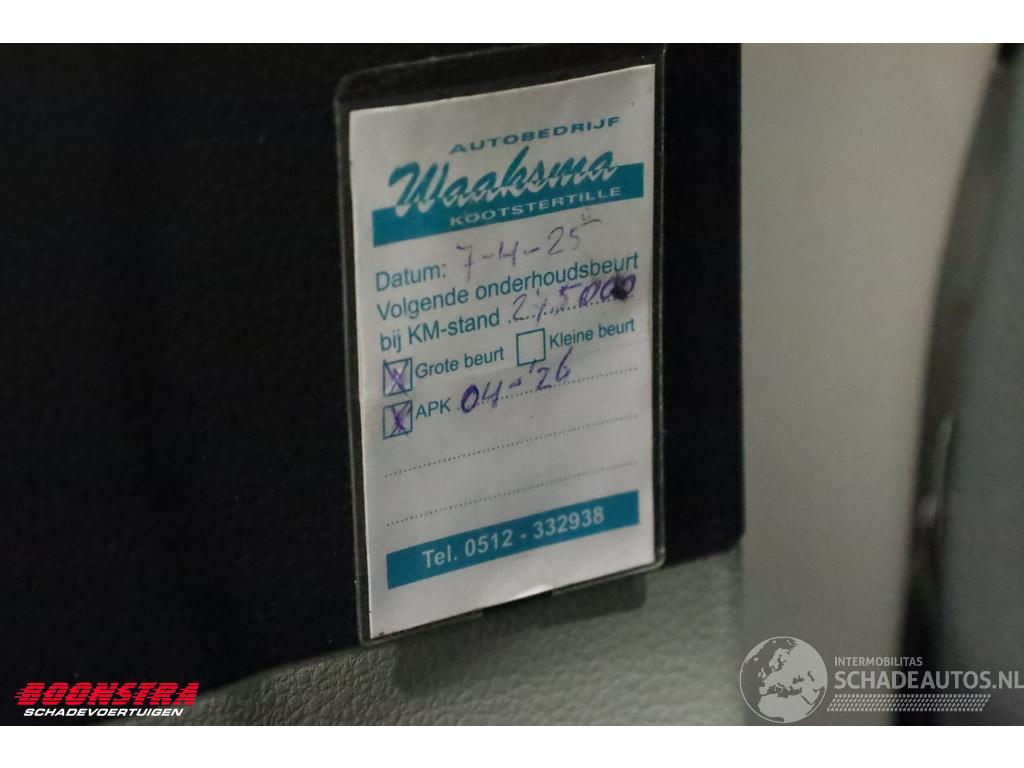 AUTOBEDRIJF
Waaksma
KOOTSTERTILLE
Datum: 7-4-25
Volgende onderhoudsbeurt
bij KM-stand
Grote beurt Kleine beurt
APK 04-'26
Tel. 0512 - 332938
BOONSTRA
SCHADEVOERTUIGEN
INTERMOBILITAS
SCHADEAUTOS.NL